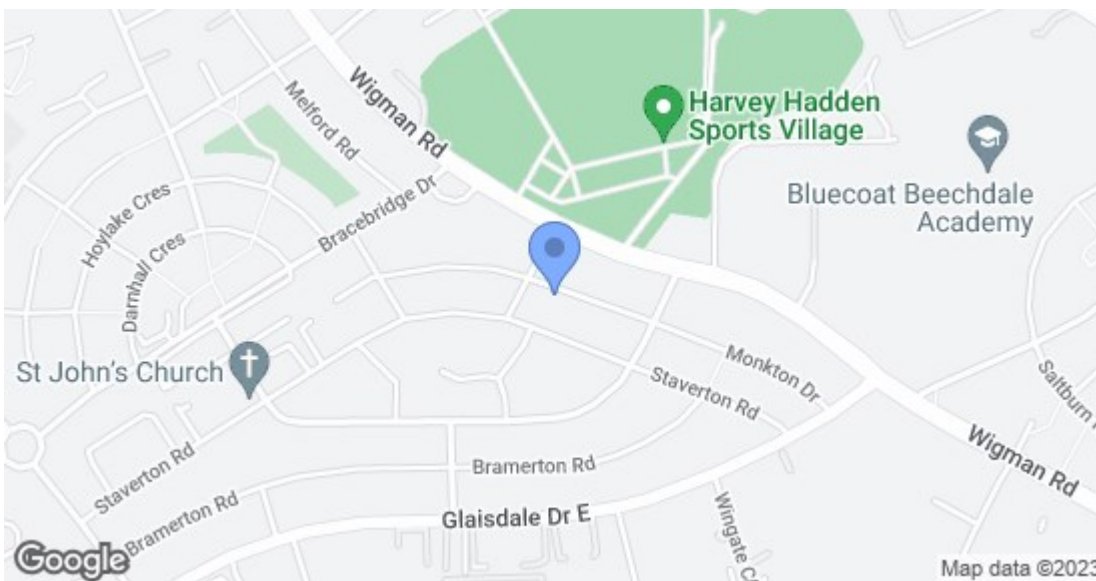 Wigman Rd
Melford Rd
Harvey Hadden
Sports Village
Bluecoat Beechdale
Academy
Hoylake Cres
Bracebridge Dr
Darnhall Cres
St John's Church
Monkton Dr
Staverton Rd
Saltburn
Wigman Rd
Staverton Rd
Bramerton Rd
Bramerton Rd
Glaisdale Dr E
Wingate
Google
Map data ©2023